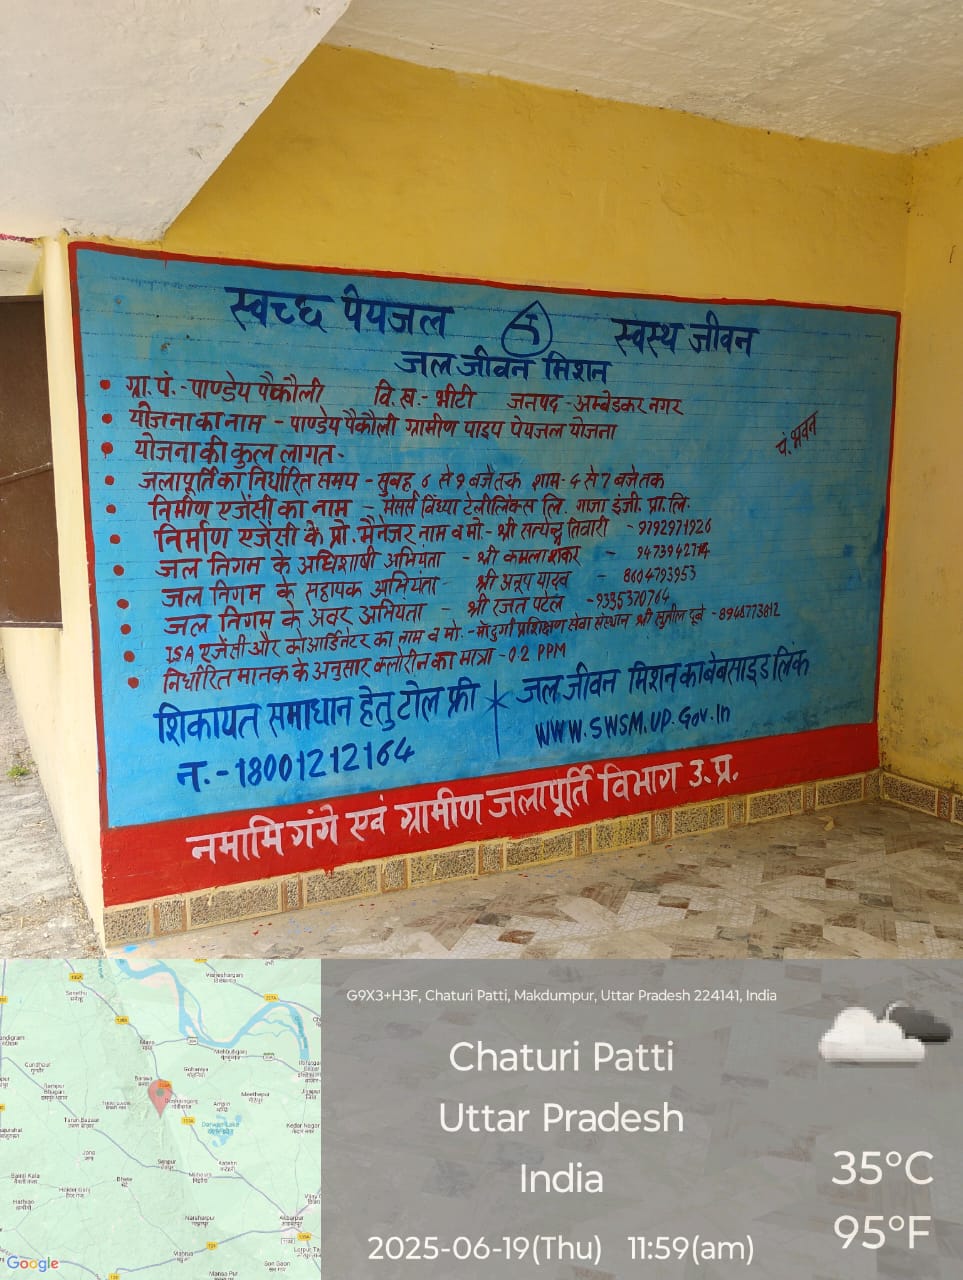 स्वच्छ पेयजल स्वस्थ जीवन
जल जीवन मिशन
ग्रा. पं.- पाण्डेय पैकौली वि. ख.- भीटी जनपद - अम्बेडकर नगर
योजना का नाम - पाण्डेय पैकौली ग्रामीण पाइप पेयजल योजना
पं. भवन
योजना की कुल लागत -
जलापूर्ति का निर्धारित समय - सुबह 6 से 9 बजे तक शाम - 4 से 7 बजे तक
निर्माण एजेंसी का नाम - मेसर्स विंध्या टेलीलिंक्स लि. गाजा इंजी. प्रा. लि.
निर्माण एजेंसी के प्रो. मैनेजर नाम व मो.- श्री सत्येन्द्र तिवारी - 9792971926
जल निगम के अधिशाषी अभियंता - श्री कमला शंकर -
जल निगम के सहायक अभियंता - श्री अनूप यादव - 8604793953
जल निगम के अवर अभियंता - श्री रजत पटेल - 9335370764
ISA एजेंसी और कोआर्डिनेटर का नाम व मो.- माँ दुर्गा प्रशिक्षण सेवा संस्थान श्री सुनील दूबे - 8948773812
निर्धारित मानक के अनुसार क्लोरीन का मात्रा - 0.2 PPM
शिकायत समाधान हेतु टोल फ्री
न.- 18001212164
जल जीवन मिशन का बेबसाइड लिंक
WWW.SWSM.UP.Gov.In
नमामि गंगे एवं ग्रामीण जलापूर्ति विभाग उ. प्र.
G9X3+H3F, Chaturi Patti, Makdumpur, Uttar Pradesh 224141, India
Chaturi Patti
Uttar Pradesh
India
2025-06-19(Thu) 11:59(am)
35°C
95°F
Google